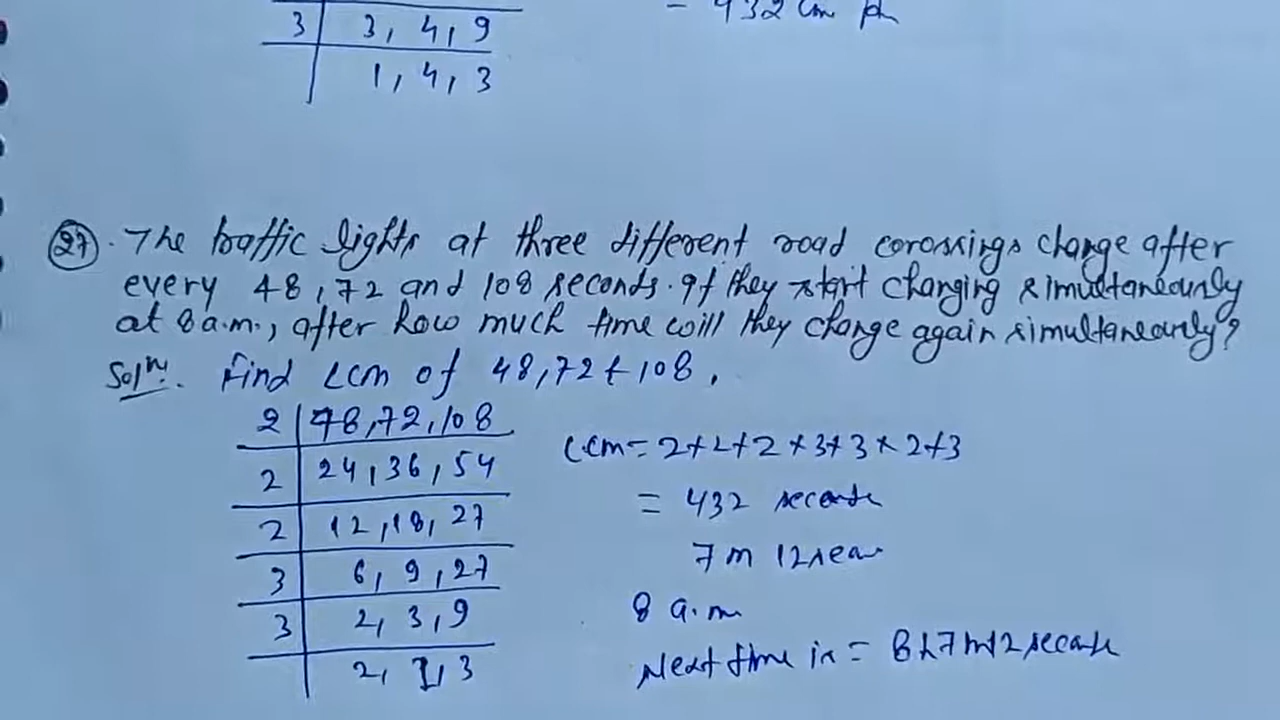 3 | 3, 4, 9
= 432 cm
1, 4, 3
27. The traffic lights at three different road corossings change after
every 48, 72 and 108 seconds. If they start changing simultaneously
at 8 a.m., after how much time will they change again simultaneously?
Solⁿ. Find LCM of 48, 72 & 108.
2 | 48, 72, 108
2 | 24, 36, 54
LCM = 2×2×2×3×3×2×3
2 | 12, 18, 27
= 432 seconds
3 | 6, 9, 27
7 m 12 sec
3 | 2, 3, 9
8 a.m
2, 1, 3
Next time is = 8 h 7 m 12 seconds